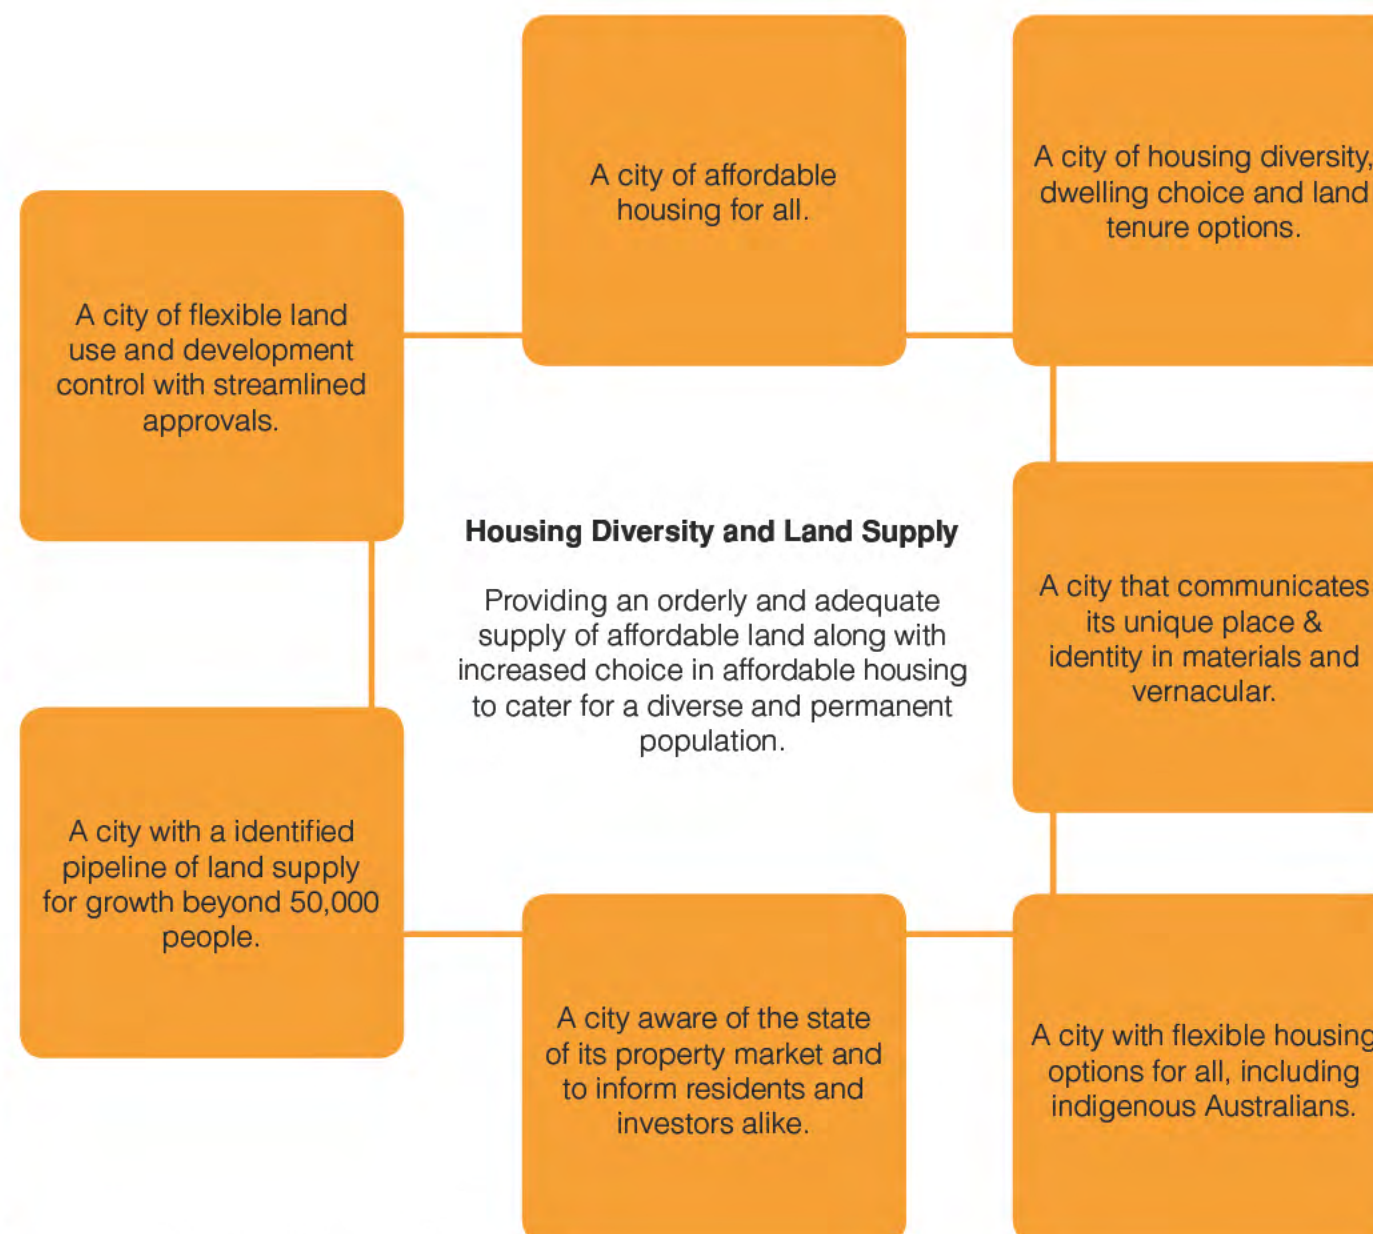 A city of affordable
housing for all.
A city of housing diversity,
dwelling choice and land
tenure options.
A city of flexible land
use and development
control with streamlined
approvals.
Housing Diversity and Land Supply
Providing an orderly and adequate
supply of affordable land along with
increased choice in affordable housing
to cater for a diverse and permanent
population.
A city that communicates
its unique place &
identity in materials and
vernacular.
A city with a identified
pipeline of land supply
for growth beyond 50,000
people.
A city aware of the state
of its property market and
to inform residents and
investors alike.
A city with flexible housing
options for all, including
indigenous Australians.